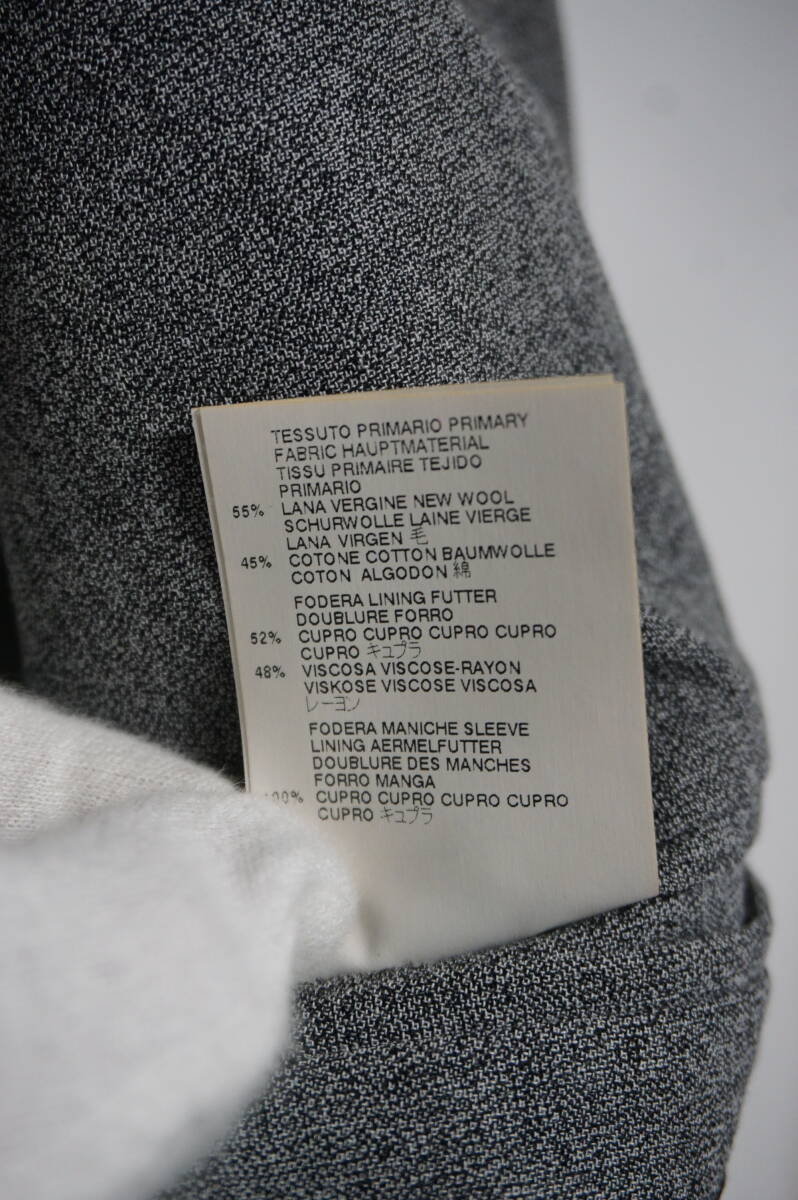 TESSUTO PRIMARIO PRIMARY
FABRIC HAUPTMATERIAL
TISSU PRIMAIRE TEJIDO
PRIMARIO
55% LANA VERGINE NEW WOOL
SCHURWOLLE LAINE VIERGE
LANA VIRGEN 毛
45% COTONE COTTON BAUMWOLLE
COTON ALGODON 綿
FODERA LINING FUTTER
DOUBLURE FORRO
52% CUPRO CUPRO CUPRO CUPRO
CUPRO キュプラ
48% VISCOSA VISCOSE-RAYON
VISKOSE VISCOSE VISCOSA
レーヨン
FODERA MANICHE SLEEVE
LINING AERMELFUTTER
DOUBLURE DES MANCHES
FORRO MANGA
100% CUPRO CUPRO CUPRO CUPRO
CUPRO キュプラ